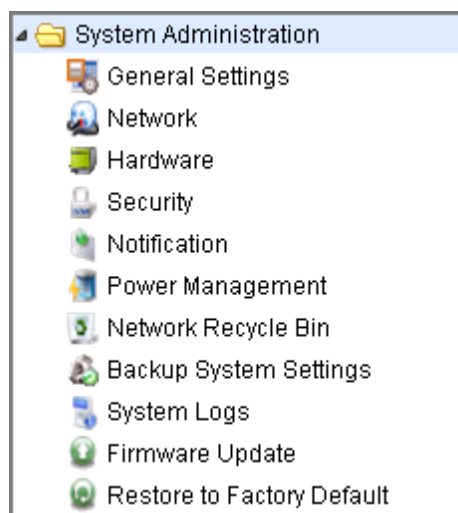 System Administration
General Settings
Network
Hardware
Security
Notification
Power Management
Network Recycle Bin
Backup System Settings
System Logs
Firmware Update
Restore to Factory Default